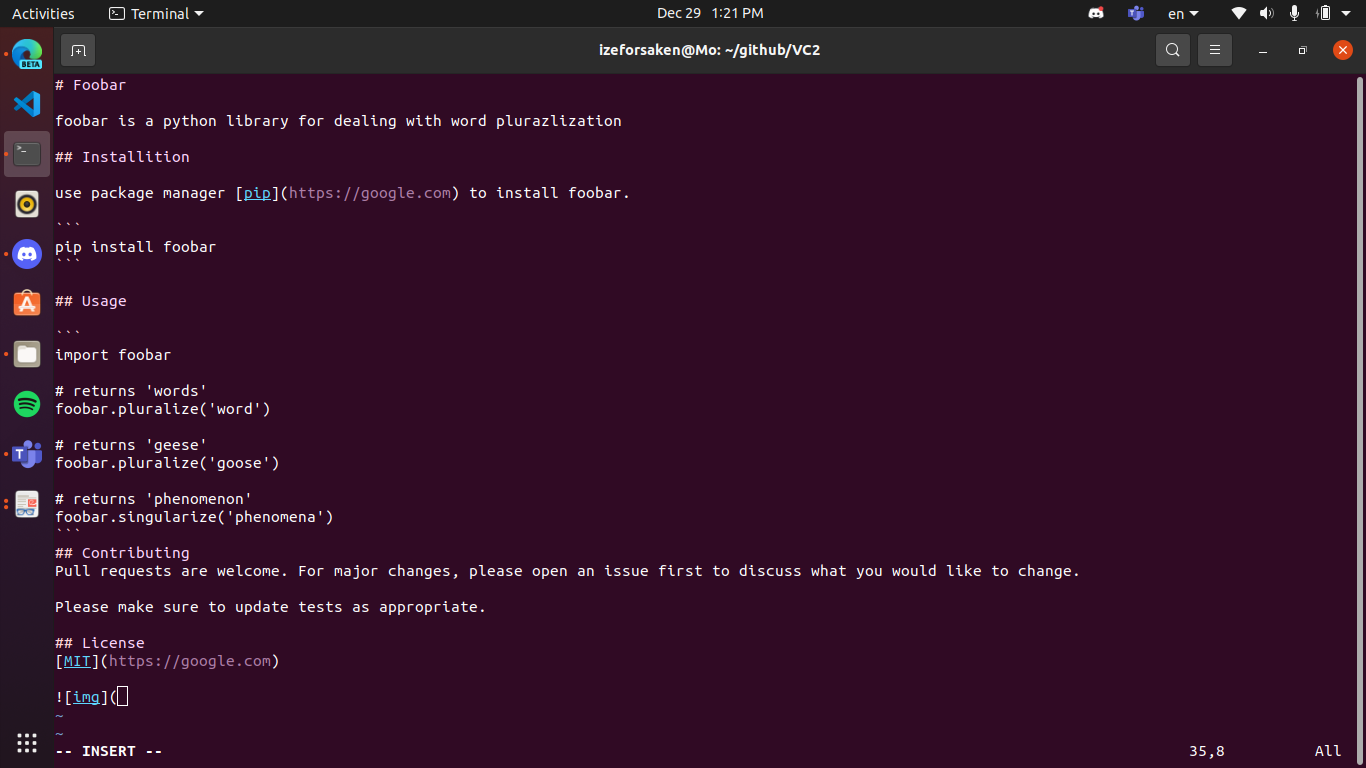 Activities Terminal Dec 29 1:21 PM en
izeforsaken@Mo: ~/github/VC2
BETA
# Foobar
foobar is a python library for dealing with word plurazlization
## Installition
use package manager [pip](https://google.com) to install foobar.
```
pip install foobar
```
## Usage
```
import foobar
# returns 'words'
foobar.pluralize('word')
# returns 'geese'
foobar.pluralize('goose')
# returns 'phenomenon'
foobar.singularize('phenomena')
```
## Contributing
Pull requests are welcome. For major changes, please open an issue first to discuss what you would like to change.
Please make sure to update tests as appropriate.
## License
[MIT](https://google.com)
![img](
~
~
-- INSERT -- 35,8 All